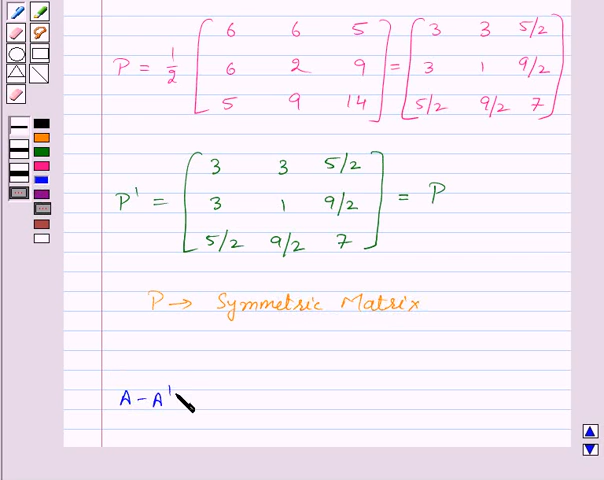 P = 1/2 [6 6 5; 6 2 9; 5 9 14] = [3 3 5/2; 3 1 9/2; 5/2 9/2 7]
P' = [3 3 5/2; 3 1 9/2; 5/2 9/2 7] = P
P → Symmetric Matrix
A - A'